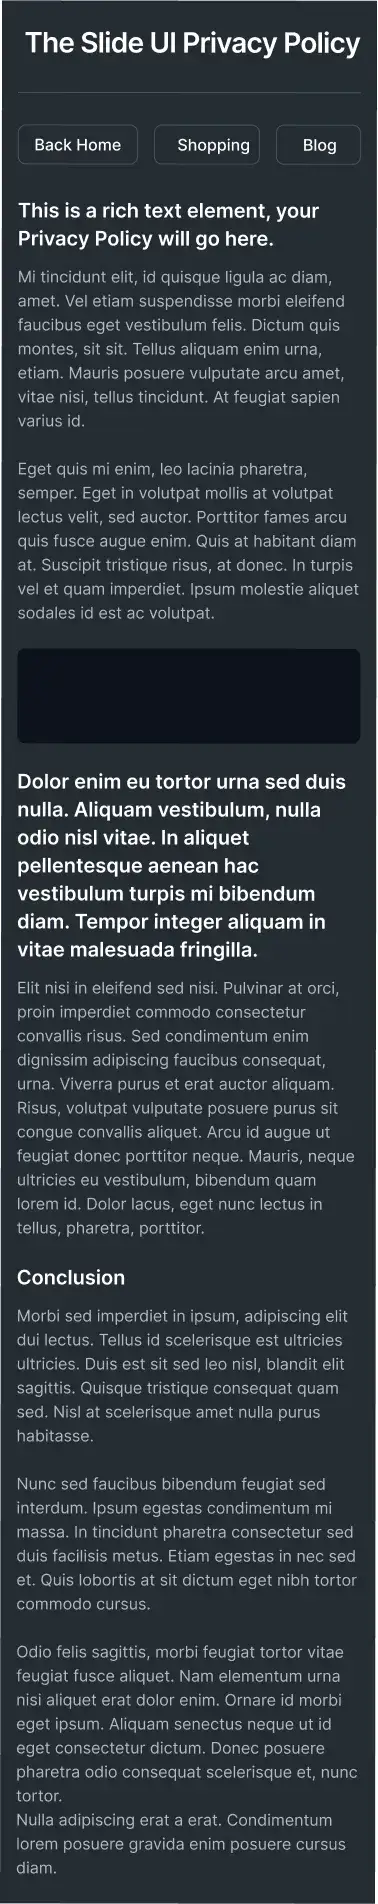 The Slide UI Privacy Policy
Back Home
Shopping
Blog
This is a rich text element, your
Privacy Policy will go here.
Mi tincidunt elit, id quisque ligula ac diam,
amet. Vel etiam suspendisse morbi eleifend
faucibus eget vestibulum felis. Dictum quis
montes, sit sit. Tellus aliquam enim urna,
etiam. Mauris posuere vulputate arcu amet,
vitae nisi, tellus tincidunt. At feugiat sapien
varius id.
Eget quis mi enim, leo lacinia pharetra,
semper. Eget in volutpat mollis at volutpat
lectus velit, sed auctor. Porttitor fames arcu
quis fusce augue enim. Quis at habitant diam
at. Suscipit tristique risus, at donec. In turpis
vel et quam imperdiet. Ipsum molestie aliquet
sodales id est ac volutpat.
Dolor enim eu tortor urna sed duis
nulla. Aliquam vestibulum, nulla
odio nisl vitae. In aliquet
pellentesque aenean hac
vestibulum turpis mi bibendum
diam. Tempor integer aliquam in
vitae malesuada fringilla.
Elit nisi in eleifend sed nisi. Pulvinar at orci,
proin imperdiet commodo consectetur
convallis risus. Sed condimentum enim
dignissim adipiscing faucibus consequat,
urna. Viverra purus et erat auctor aliquam.
Risus, volutpat vulputate posuere purus sit
congue convallis aliquet. Arcu id augue ut
feugiat donec porttitor neque. Mauris, neque
ultricies eu vestibulum, bibendum quam
lorem id. Dolor lacus, eget nunc lectus in
tellus, pharetra, porttitor.
Conclusion
Morbi sed imperdiet in ipsum, adipiscing elit
dui lectus. Tellus id scelerisque est ultricies
ultricies. Duis est sit sed leo nisl, blandit elit
sagittis. Quisque tristique consequat quam
sed. Nisl at scelerisque amet nulla purus
habitasse.
Nunc sed faucibus bibendum feugiat sed
interdum. Ipsum egestas condimentum mi
massa. In tincidunt pharetra consectetur sed
duis facilisis metus. Etiam egestas in nec sed
et. Quis lobortis at sit dictum eget nibh tortor
commodo cursus.
Odio felis sagittis, morbi feugiat tortor vitae
feugiat fusce aliquet. Nam elementum urna
nisi aliquet erat dolor enim. Ornare id morbi
eget ipsum. Aliquam senectus neque ut id
eget consectetur dictum. Donec posuere
pharetra odio consequat scelerisque et, nunc
tortor.
Nulla adipiscing erat a erat. Condimentum
lorem posuere gravida enim posuere cursus
diam.